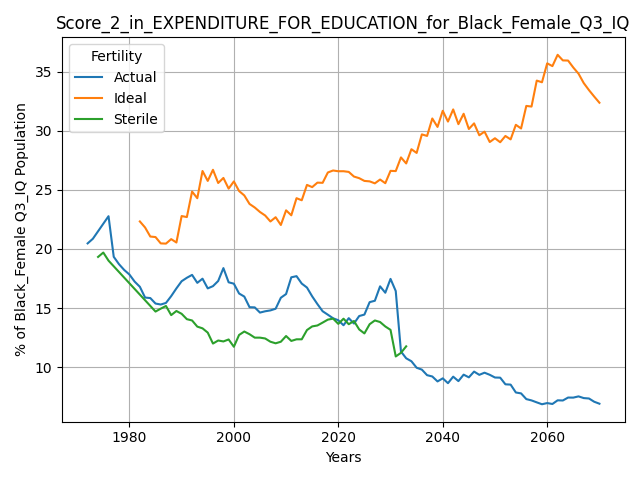 Score_2_in_EXPENDITURE_FOR_EDUCATION_for_Black_Female_Q3_IQ
Fertility
Actual
Ideal
Sterile
% of Black_Female Q3_IQ Population
35
30
25
20
15
10
1980
2000
2020
2040
2060
Years